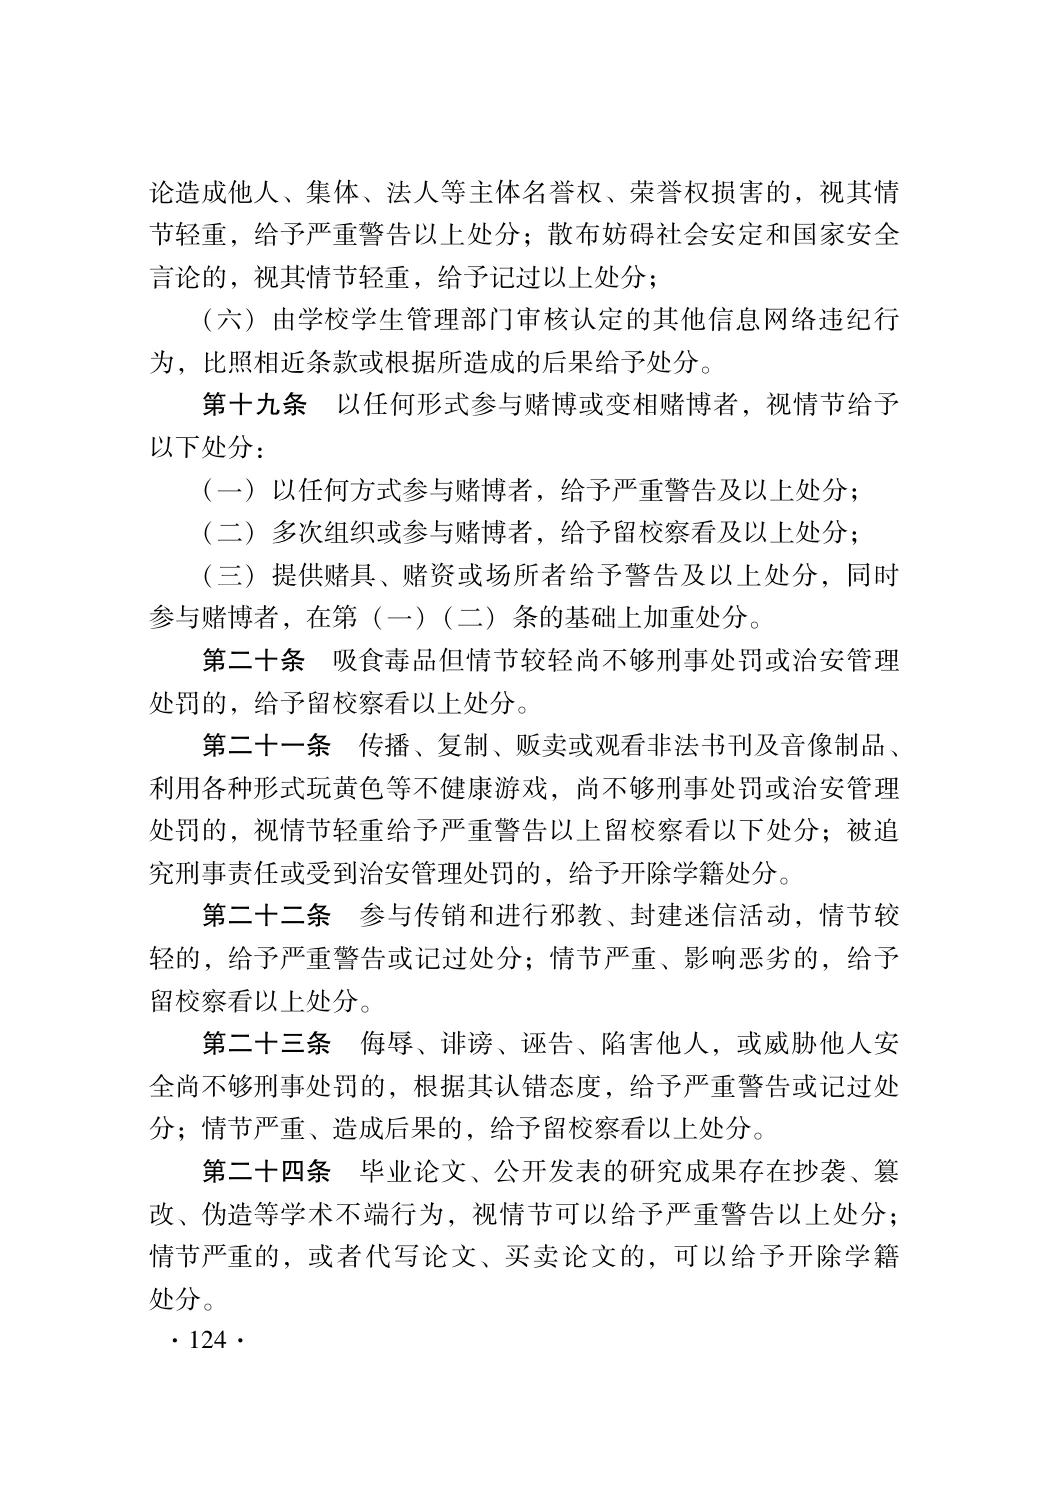 论造成他人、集体、法人等主体名誉权、荣誉权损害的，视其情
节轻重，给予严重警告以上处分；散布妨碍社会安定和国家安全
言论的，视其情节轻重，给予记过以上处分；
（六）由学校学生管理部门审核认定的其他信息网络违纪行
为，比照相近条款或根据所造成的后果给予处分。
第十九条　以任何形式参与赌博或变相赌博者，视情节给予
以下处分：
（一）以任何方式参与赌博者，给予严重警告及以上处分；
（二）多次组织或参与赌博者，给予留校察看及以上处分；
（三）提供赌具、赌资或场所者给予警告及以上处分，同时
参与赌博者，在第（一）（二）条的基础上加重处分。
第二十条　吸食毒品但情节较轻尚不够刑事处罚或治安管理
处罚的，给予留校察看以上处分。
第二十一条　传播、复制、贩卖或观看非法书刊及音像制品、
利用各种形式玩黄色等不健康游戏，尚不够刑事处罚或治安管理
处罚的，视情节轻重给予严重警告以上留校察看以下处分；被追
究刑事责任或受到治安管理处罚的，给予开除学籍处分。
第二十二条　参与传销和进行邪教、封建迷信活动，情节较
轻的，给予严重警告或记过处分；情节严重、影响恶劣的，给予
留校察看以上处分。
第二十三条　侮辱、诽谤、诬告、陷害他人，或威胁他人安
全尚不够刑事处罚的，根据其认错态度，给予严重警告或记过处
分；情节严重、造成后果的，给予留校察看以上处分。
第二十四条　毕业论文、公开发表的研究成果存在抄袭、篡
改、伪造等学术不端行为，视情节可以给予严重警告以上处分；
情节严重的，或者代写论文、买卖论文的，可以给予开除学籍
处分。
·124·